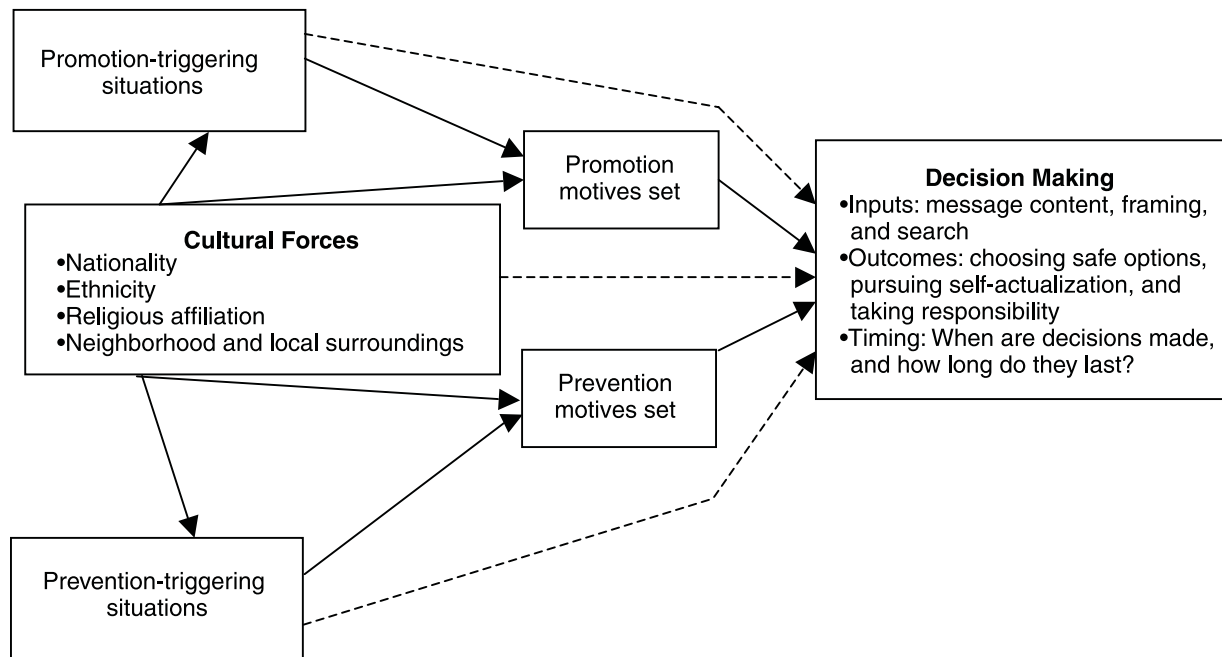 Promotion-triggering
situations
Promotion
motives set
Cultural Forces
•Nationality
•Ethnicity
•Religious affiliation
•Neighborhood and local surroundings
Prevention
motives set
Prevention-triggering
situations
Decision Making
•Inputs: message content, framing,
and search
•Outcomes: choosing safe options,
pursuing self-actualization, and
taking responsibility
•Timing: When are decisions made,
and how long do they last?